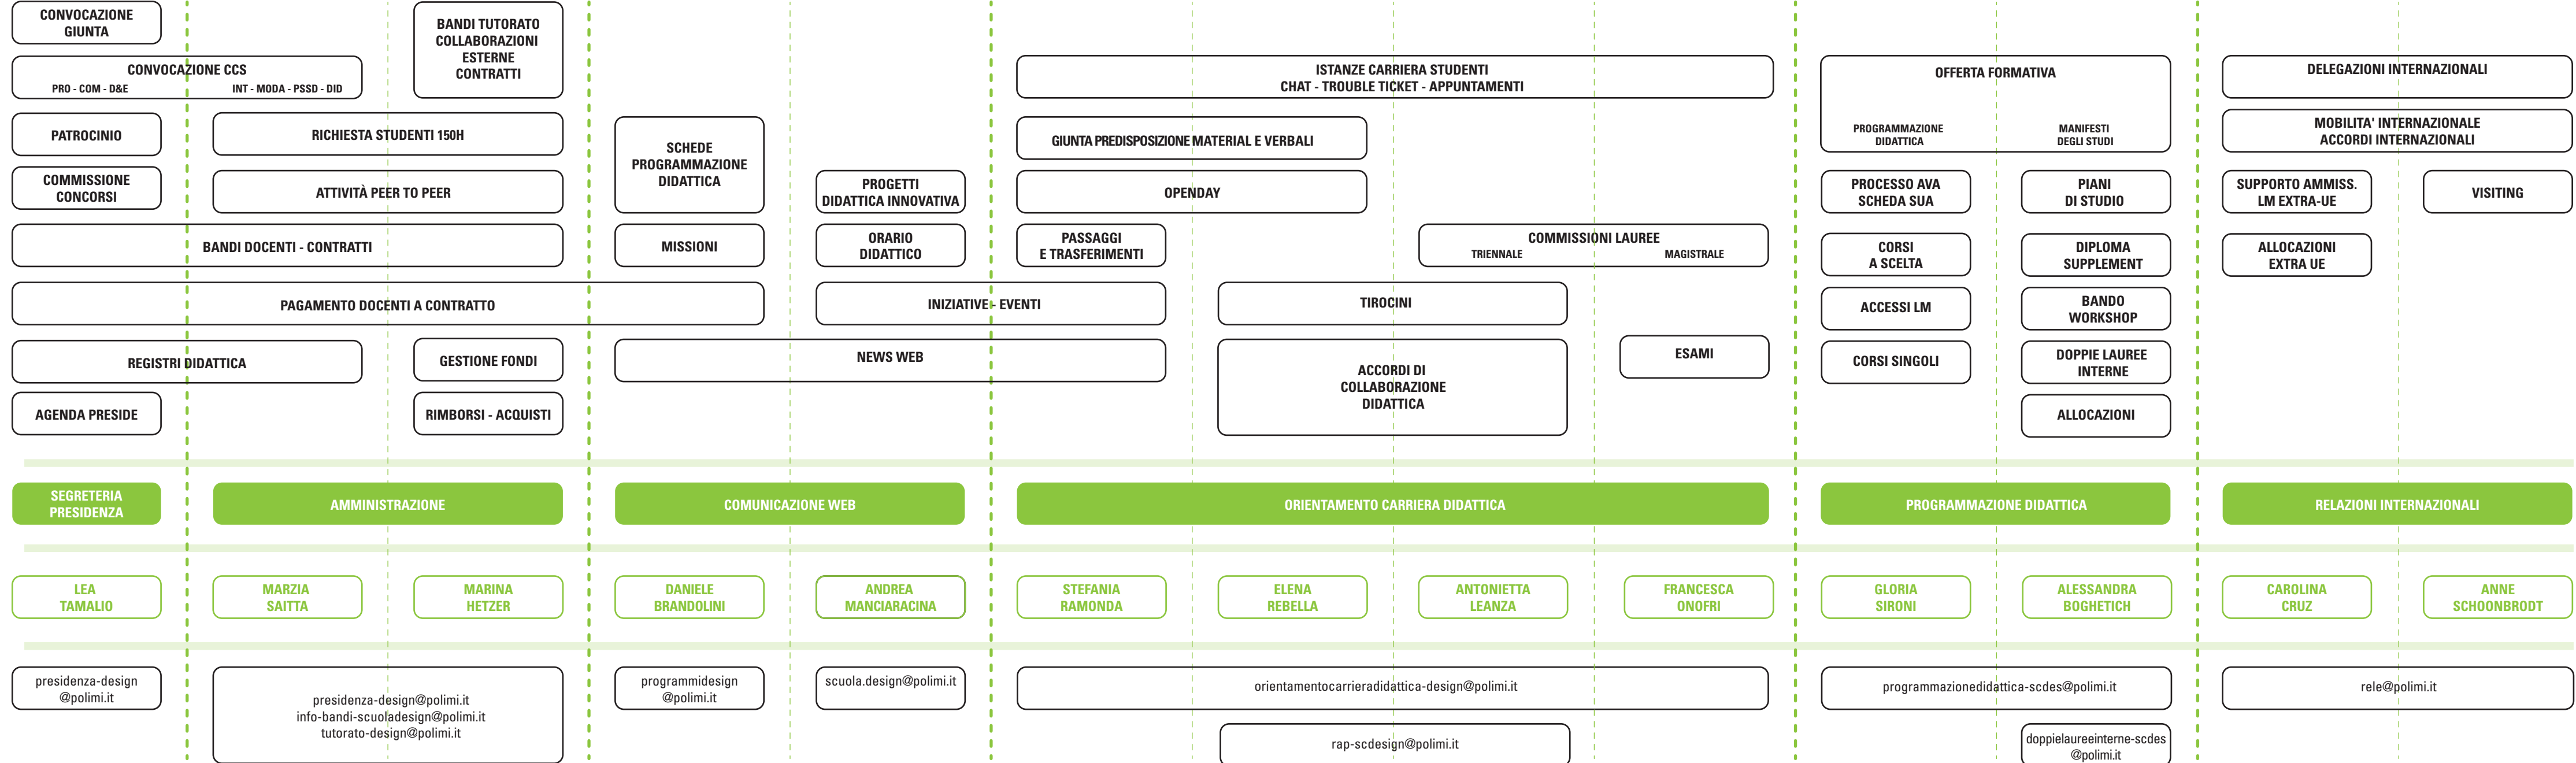 CONVOCAZIONE
GIUNTA
BANDI TUTORATO
COLLABORAZIONI
ESTERNE
CONTRATTI
CONVOCAZIONE CCS
PRO - COM - D&E
INT - MODA - PSSD - DID
ISTANZE CARRIERA STUDENTI
CHAT - TROUBLE TICKET - APPUNTAMENTI
OFFERTA FORMATIVA
PROGRAMMAZIONE
DIDATTICA
MANIFESTI
DEGLI STUDI
DELEGAZIONI INTERNAZIONALI
PATROCINIO
RICHIESTA STUDENTI 150H
SCHEDE
PROGRAMMAZIONE
DIDATTICA
GIUNTA PREDISPOSIZIONE MATERIAL E VERBALI
MOBILITA' INTERNAZIONALE
ACCORDI INTERNAZIONALI
COMMISSIONE
CONCORSI
ATTIVITÀ PEER TO PEER
PROGETTI
DIDATTICA INNOVATIVA
OPENDAY
PROCESSO AVA
SCHEDA SUA
PIANI
DI STUDIO
SUPPORTO AMMISS.
LM EXTRA-UE
VISITING
BANDI DOCENTI - CONTRATTI
MISSIONI
ORARIO
DIDATTICO
PASSAGGI
E TRASFERIMENTI
COMMISSIONI LAUREE
TRIENNALE
MAGISTRALE
CORSI
A SCELTA
DIPLOMA
SUPPLEMENT
ALLOCAZIONI
EXTRA UE
PAGAMENTO DOCENTI A CONTRATTO
INIZIATIVE - EVENTI
TIROCINI
ACCESSI LM
BANDO
WORKSHOP
REGISTRI DIDATTICA
GESTIONE FONDI
NEWS WEB
ACCORDI DI
COLLABORAZIONE
DIDATTICA
ESAMI
CORSI SINGOLI
DOPPIE LAUREE
INTERNE
AGENDA PRESIDE
RIMBORSI - ACQUISTI
ALLOCAZIONI
SEGRETERIA
PRESIDENZA
AMMINISTRAZIONE
COMUNICAZIONE WEB
ORIENTAMENTO CARRIERA DIDATTICA
PROGRAMMAZIONE DIDATTICA
RELAZIONI INTERNAZIONALI
LEA
TAMALIO
MARZIA
SAITTA
MARINA
HETZER
DANIELE
BRANDOLINI
ANDREA
MANCIARACINA
STEFANIA
RAMONDA
ELENA
REBELLA
ANTONIETTA
LEANZA
FRANCESCA
ONOFRI
GLORIA
SIRONI
ALESSANDRA
BOGHETICH
CAROLINA
CRUZ
ANNE
SCHOONBRODT
presidenza-design
@polimi.it
presidenza-design@polimi.it
info-bandi-scuoladesign@polimi.it
tutorato-design@polimi.it
programmidesign
@polimi.it
scuola.design@polimi.it
orientamentocarrieradidattica-design@polimi.it
rap-scdesign@polimi.it
programmazionedidattica-scdes@polimi.it
doppielaureeinterne-scdes
@polimi.it
rele@polimi.it